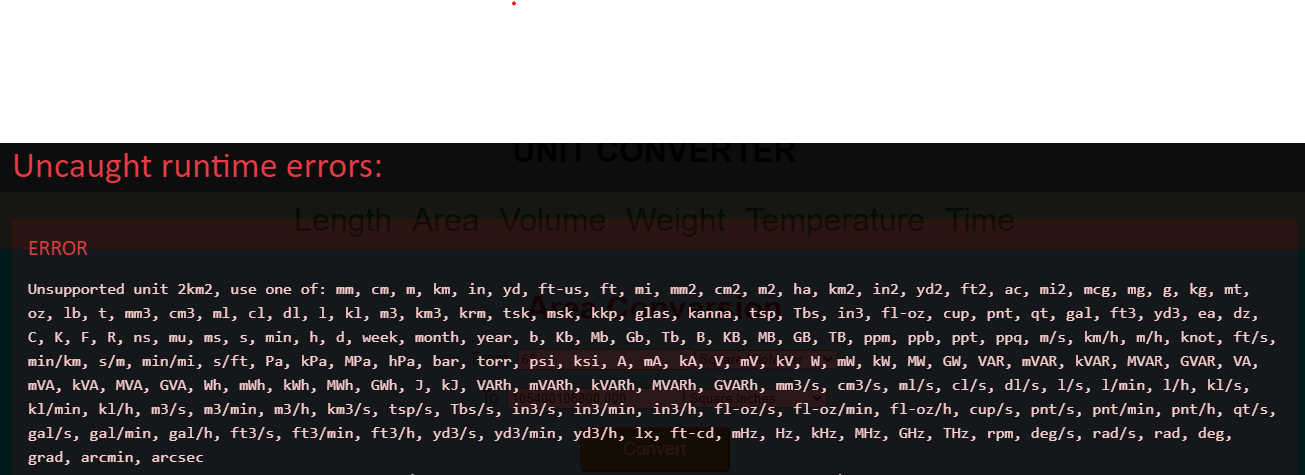 UNIT CONVERTER
Uncaught runtime errors:
Length Area Volume Weight Temperature Time
ERROR
Area Conversion
Unsupported unit 2km2, use one of: mm, cm, m, km, in, yd, ft-us, ft, mi, mm2, cm2, m2, ha, km2, in2, yd2, ft2, ac, mi2, mcg, mg, g, kg, mt,
oz, lb, t, mm3, cm3, ml, cl, dl, l, kl, m3, km3, krm, tsk, msk, kkp, glas, kanna, tsp, Tbs, in3, fl-oz, cup, pnt, qt, gal, ft3, yd3, ea, dz,
C, K, F, R, ns, mu, ms, s, min, h, d, week, month, year, b, Kb, Mb, Gb, Tb, B, KB, MB, GB, TB, ppm, ppb, ppt, ppq, m/s, km/h, m/h, knot, ft/s,
min/km, s/m, min/mi, s/ft, Pa, kPa, MPa, hPa, bar, torr, psi, ksi, A, mA, kA, V, mV, kV, W, mW, kW, MW, GW, VAR, mVAR, kVAR, MVAR, GVAR, VA,
mVA, kVA, MVA, GVA, Wh, mWh, kWh, MWh, GWh, J, kJ, VARh, mVARh, kVARh, MVARh, GVARh, mm3/s, cm3/s, ml/s, cl/s, dl/s, l/s, l/min, l/h, kl/s,
kl/min, kl/h, m3/s, m3/min, m3/h, km3/s, tsp/s, Tbs/s, in3/s, in3/min, in3/h, fl-oz/s, fl-oz/min, fl-oz/h, cup/s, pnt/s, pnt/min, pnt/h, qt/s,
gal/s, gal/min, gal/h, ft3/s, ft3/min, ft3/h, yd3/s, yd3/min, yd3/h, lx, ft-cd, mHz, Hz, kHz, MHz, GHz, THz, rpm, deg/s, rad/s, rad, deg,
grad, arcmin, arcsec
Square Inches
Convert